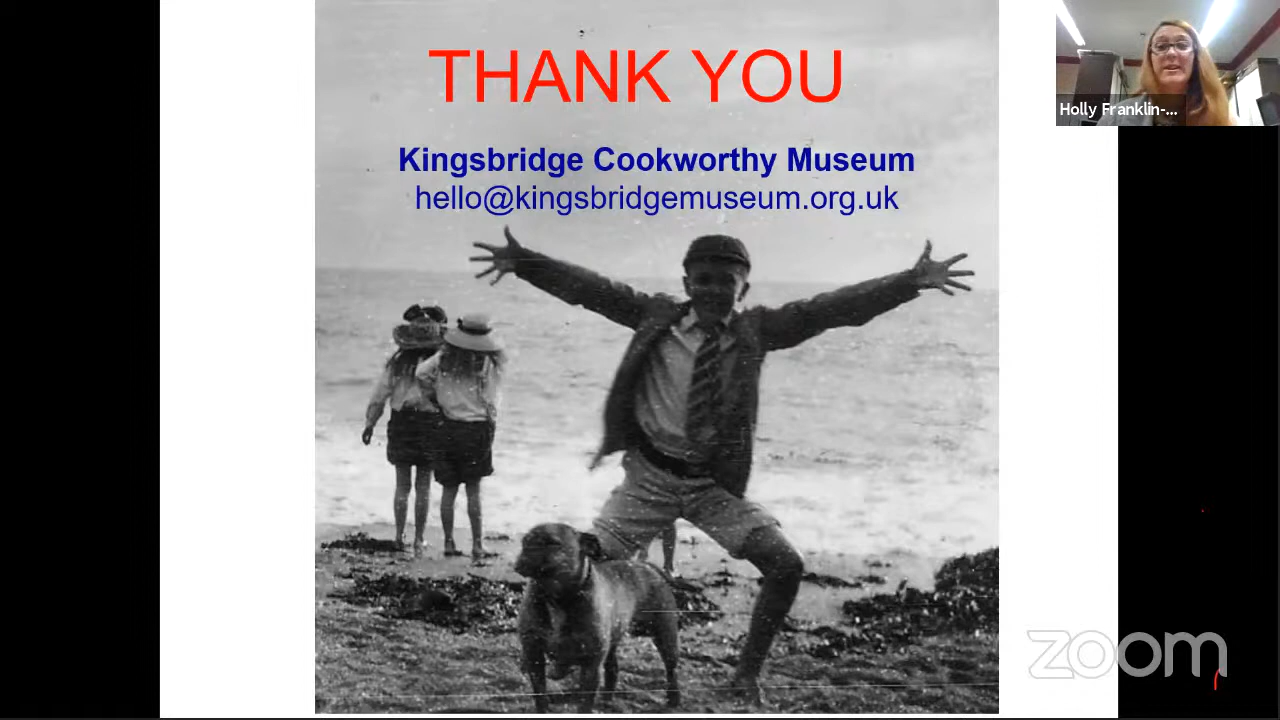 THANK YOU
Kingsbridge Cookworthy Museum
hello@kingsbridgemuseum.org.uk
Holly Franklin-...
zoom